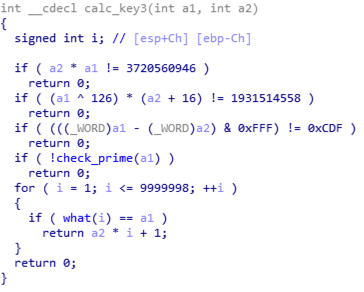 int __cdecl calc_key3(int a1, int a2)
{
signed int i; // [esp+Ch] [ebp-Ch]
if ( a2 * a1 != 3720560946 )
return 0;
if ( (a1 ^ 126) * (a2 + 16) != 1931514558 )
return 0;
if ( (((_WORD)a1 - (_WORD)a2) & 0xFFF) != 0xCDF )
return 0;
if ( !check_prime(a1) )
return 0;
for ( i = 1; i <= 9999998; ++i )
{
if ( what(i) == a1 )
return a2 * i + 1;
}
return 0;
}